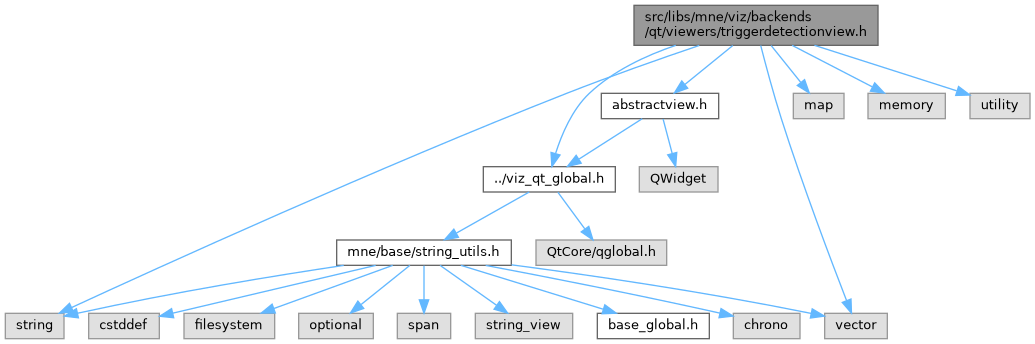 src/libs/mne/viz/backends
/qt/viewers/triggerdetectionview.h
abstractview.h
map
memory
utility
../viz_qt_global.h
QWidget
mne/base/string_utils.h
QtCore/qglobal.h
string
cstddef
filesystem
optional
span
string_view
base_global.h
chrono
vector